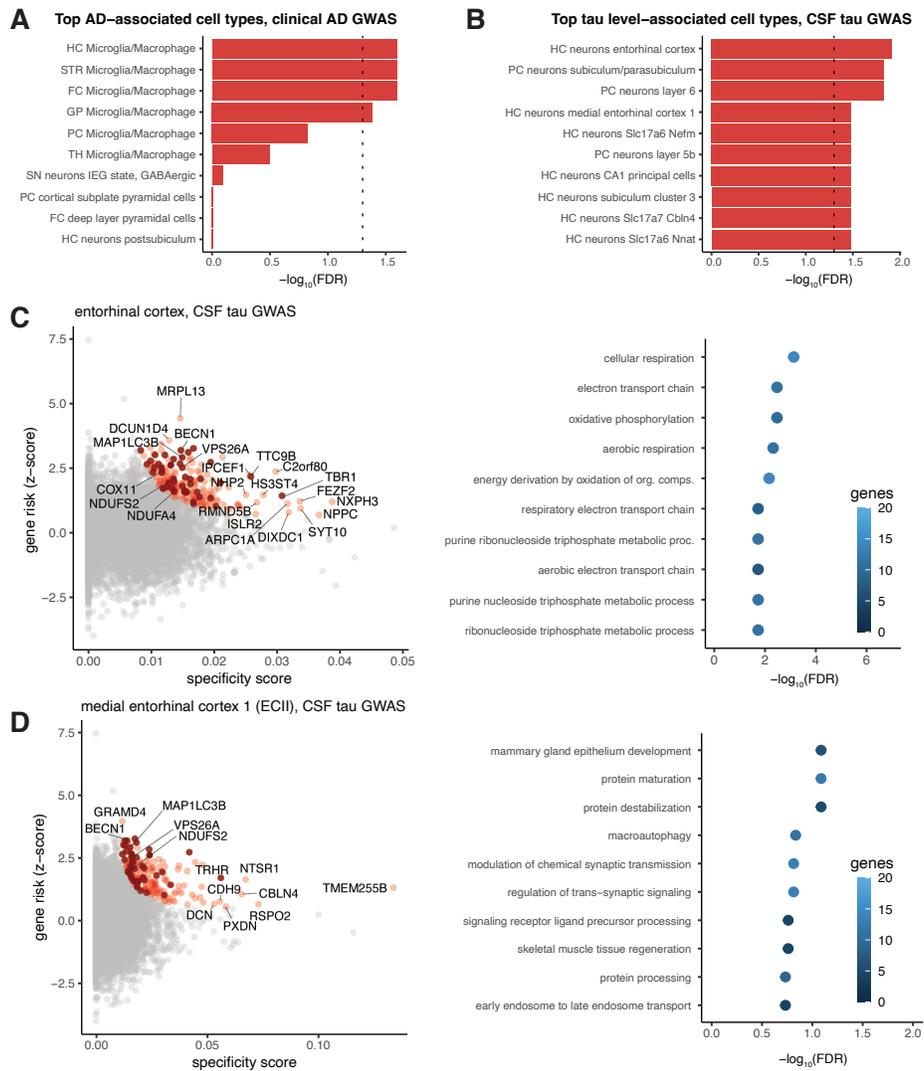 A
Top AD−associated cell types, clinical AD GWAS
HC Microglia/Macrophage
STR Microglia/Macrophage
FC Microglia/Macrophage
GP Microglia/Macrophage
PC Microglia/Macrophage
TH Microglia/Macrophage
SN neurons IEG state, GABAergic
PC cortical subplate pyramidal cells
FC deep layer pyramidal cells
HC neurons postsubiculum
0.0 0.5 1.0 1.5
−log10(FDR)
B
Top tau level−associated cell types, CSF tau GWAS
HC neurons entorhinal cortex
PC neurons subiculum/parasubiculum
PC neurons layer 6
HC neurons medial entorhinal cortex 1
HC neurons Slc17a6 Nefm
PC neurons layer 5b
HC neurons CA1 principal cells
HC neurons subiculum cluster 3
HC neurons Slc17a7 Cbln4
HC neurons Slc17a6 Nnat
0.0 0.5 1.0 1.5 2.0
−log10(FDR)
C
entorhinal cortex, CSF tau GWAS
gene risk (z−score)
7.5
5.0
2.5
0.0
−2.5
MRPL13
DCUN1D4
BECN1
MAP1LC3B
VPS26A
TTC9B
IPCEF1
C2orf80
TBR1
NHP2
HS3ST4
COX11
FEZF2
NXPH3
NDUFS2
NDUFA4
RMND5B
NPPC
ISLR2
ARPC1A
DIXDC1
SYT10
0.00 0.01 0.02 0.03 0.04 0.05
specificity score
cellular respiration
electron transport chain
oxidative phosphorylation
aerobic respiration
energy derivation by oxidation of org. comps.
respiratory electron transport chain
purine ribonucleoside triphosphate metabolic proc.
aerobic electron transport chain
purine nucleoside triphosphate metabolic process
ribonucleoside triphosphate metabolic process
0 2 4 6
−log10(FDR)
genes
20
15
10
5
0
D
medial entorhinal cortex 1 (ECII), CSF tau GWAS
gene risk (z−score)
7.5
5.0
2.5
0.0
−2.5
GRAMD4
MAP1LC3B
BECN1
VPS26A
NDUFS2
TRHR
NTSR1
CDH9
CBLN4
TMEM255B
DCN
RSPO2
PXDN
0.00 0.05 0.10
specificity score
mammary gland epithelium development
protein maturation
protein destabilization
macroautophagy
modulation of chemical synaptic transmission
regulation of trans−synaptic signaling
signaling receptor ligand precursor processing
skeletal muscle tissue regeneration
protein processing
early endosome to late endosome transport
0.0 0.5 1.0 1.5 2.0
−log10(FDR)
genes
20
15
10
5
0